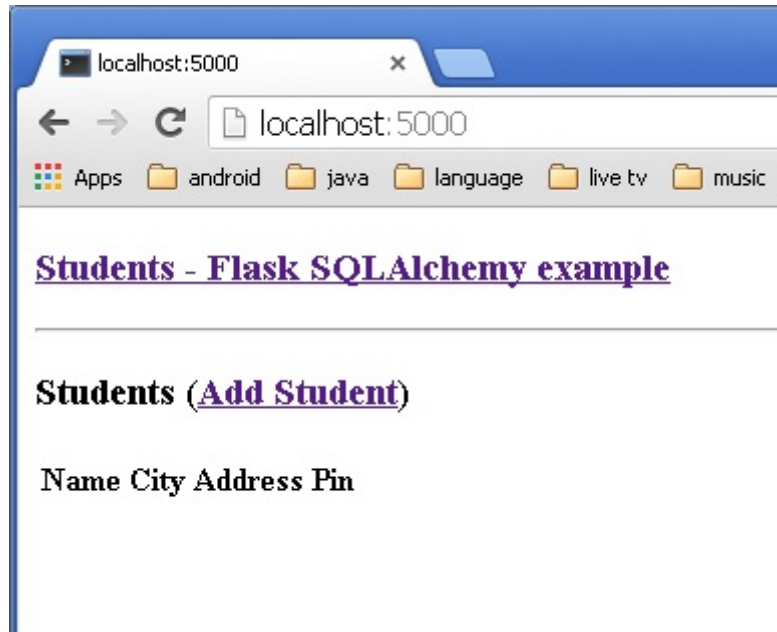 localhost:5000
localhost:5000
Apps android java language live tv music
Students - Flask SQLAlchemy example
Students (Add Student)
Name City Address Pin